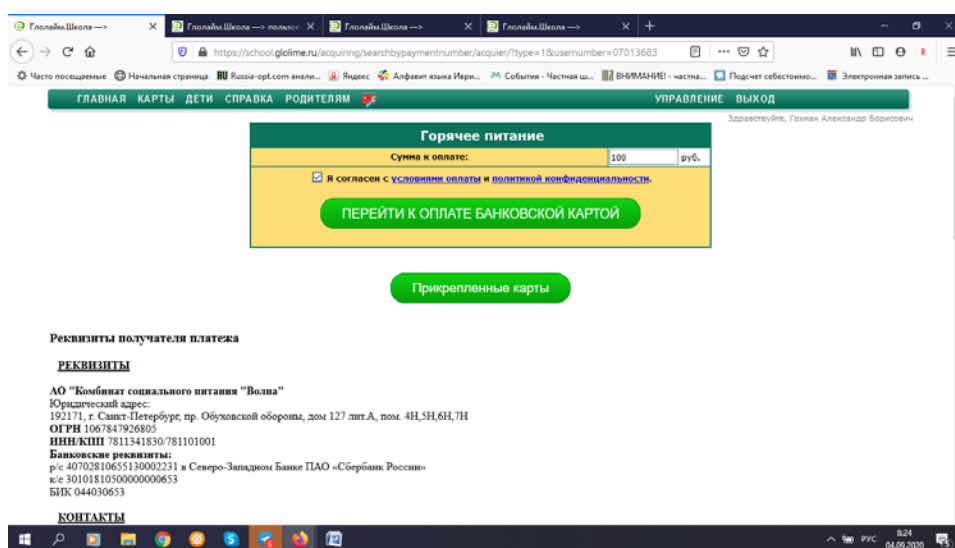 Глолайм.Школа —>
Глолайм.Школа —> пользов
Глолайм.Школа —>
Глолайм.Школа —>
https://school.glolime.ru/acquiring/searchbypaymentnumber/acquier/?type=1&usernumber=07013683
Часто посещаемые Начальная страница Russia-opt.com анали... Яндекс Алфавит языка Иври... События - Частная ш... ВНИМАНИЕ! - частна... Подсчет себестоимо... Электронная запись ...
ГЛАВНАЯ КАРТЫ ДЕТИ СПРАВКА РОДИТЕЛЯМ УПРАВЛЕНИЕ ВЫХОД
Здравствуйте, Гохман Александр Борисович
Горячее питание
Сумма к оплате: 100 руб.
Я согласен с условиями оплаты и политикой конфиденциальности.
ПЕРЕЙТИ К ОПЛАТЕ БАНКОВСКОЙ КАРТОЙ
Прикрепленные карты
Реквизиты получателя платежа
РЕКВИЗИТЫ
АО "Комбинат социального питания "Волна"
Юридический адрес:
192171, г. Санкт-Петербург, пр. Обуховской обороны, дом 127 лит.А, пом. 4Н,5Н,6Н,7Н
ОГРН 1067847926805
ИНН/КПП 7811341830/781101001
Банковские реквизиты:
р/с 40702810655130002231 в Северо-Западном Банке ПАО «Сбербанк России»
к/с 30101810500000000653
БИК 044030653
КОНТАКТЫ
РУС
8:24
04.09.2020